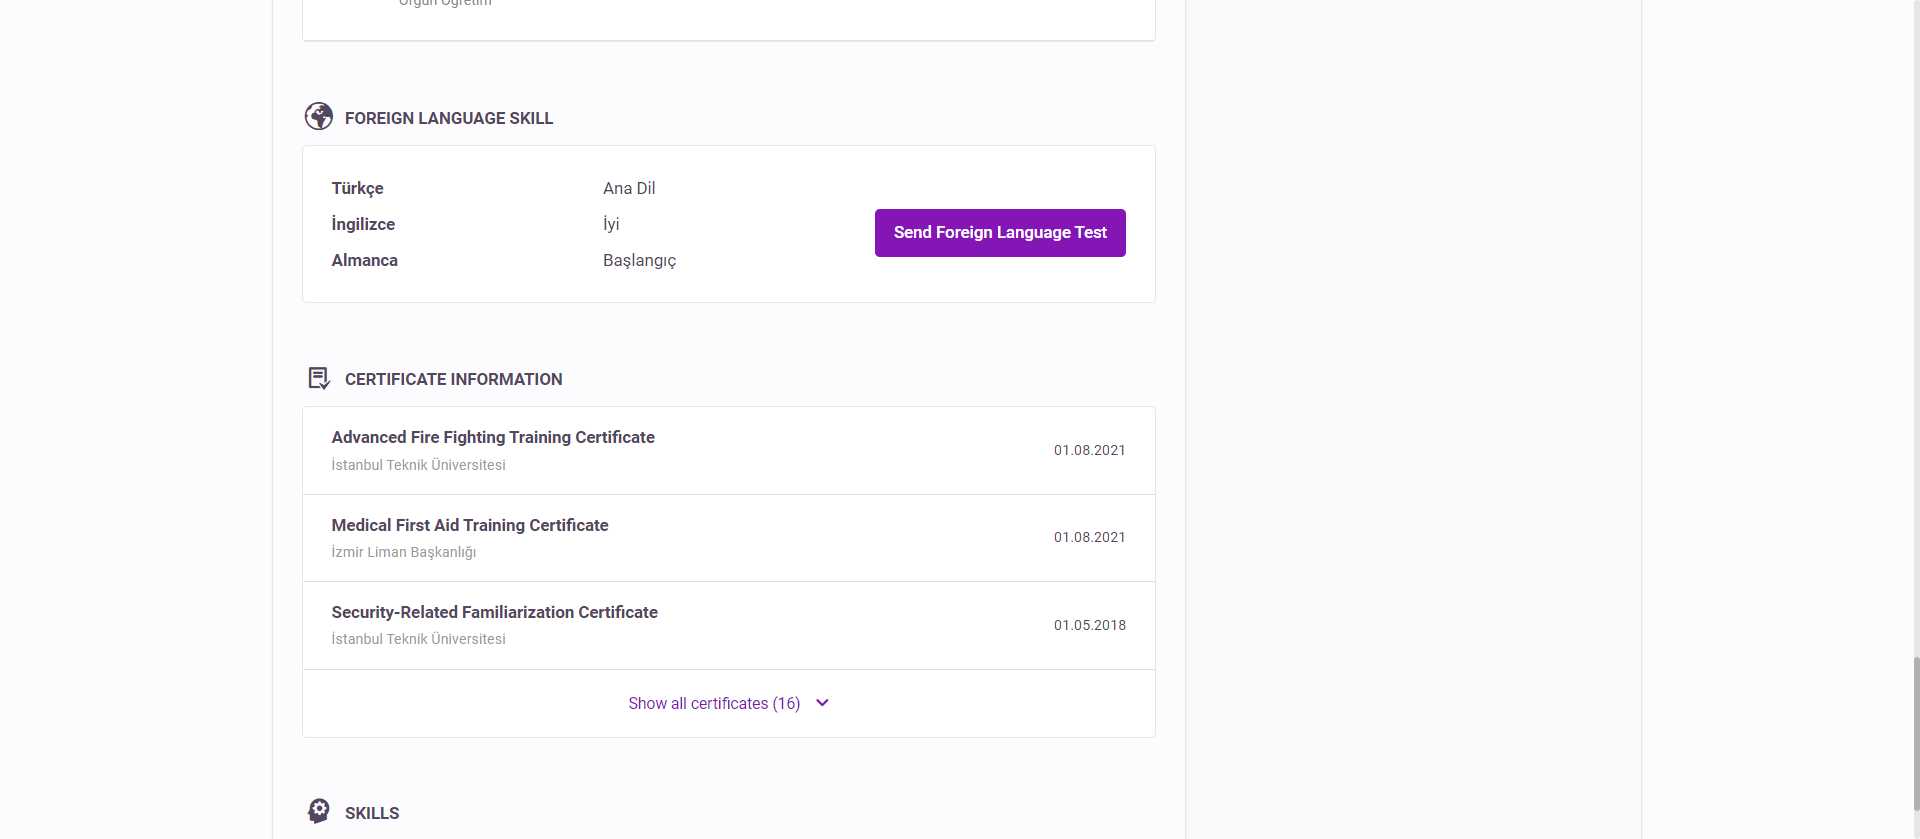 Örgün Öğretim
FOREIGN LANGUAGE SKILL
Türkçe Ana Dil
İngilizce İyi
Send Foreign Language Test
Almanca Başlangıç
CERTIFICATE INFORMATION
Advanced Fire Fighting Training Certificate
İstanbul Teknik Üniversitesi
01.08.2021
Medical First Aid Training Certificate
İzmir Liman Başkanlığı
01.08.2021
Security-Related Familiarization Certificate
İstanbul Teknik Üniversitesi
01.05.2018
Show all certificates (16)
SKILLS